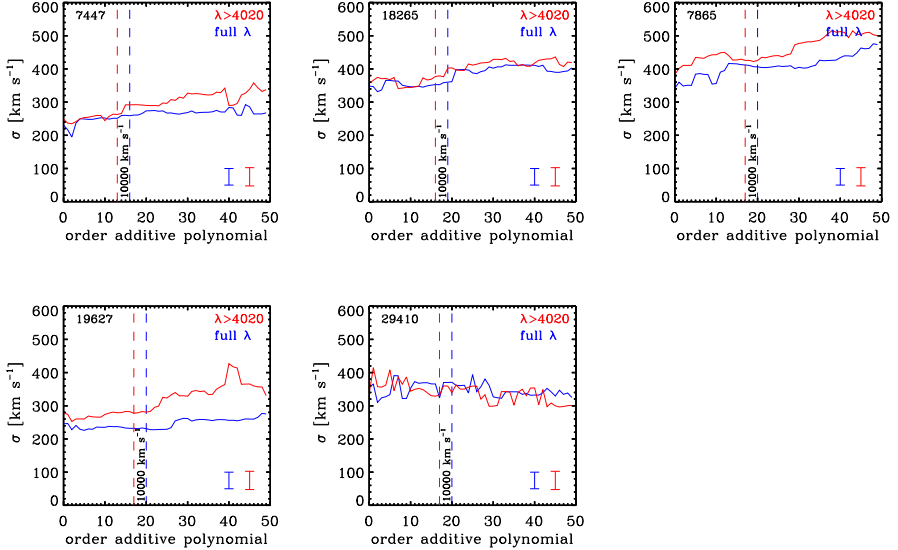 7447
λ>4020
full λ
σ [km s⁻¹]
600
500
400
300
200
100
0
10000 km s⁻¹
0 10 20 30 40 50
order additive polynomial
18265
λ>4020
full λ
σ [km s⁻¹]
600
500
400
300
200
100
0
10000 km s⁻¹
0 10 20 30 40 50
order additive polynomial
7865
λ>4020
full λ
σ [km s⁻¹]
600
500
400
300
200
100
0
10000 km s⁻¹
0 10 20 30 40 50
order additive polynomial
19627
λ>4020
full λ
σ [km s⁻¹]
600
500
400
300
200
100
0
10000 km s⁻¹
0 10 20 30 40 50
order additive polynomial
29410
λ>4020
full λ
σ [km s⁻¹]
600
500
400
300
200
100
0
10000 km s⁻¹
0 10 20 30 40 50
order additive polynomial